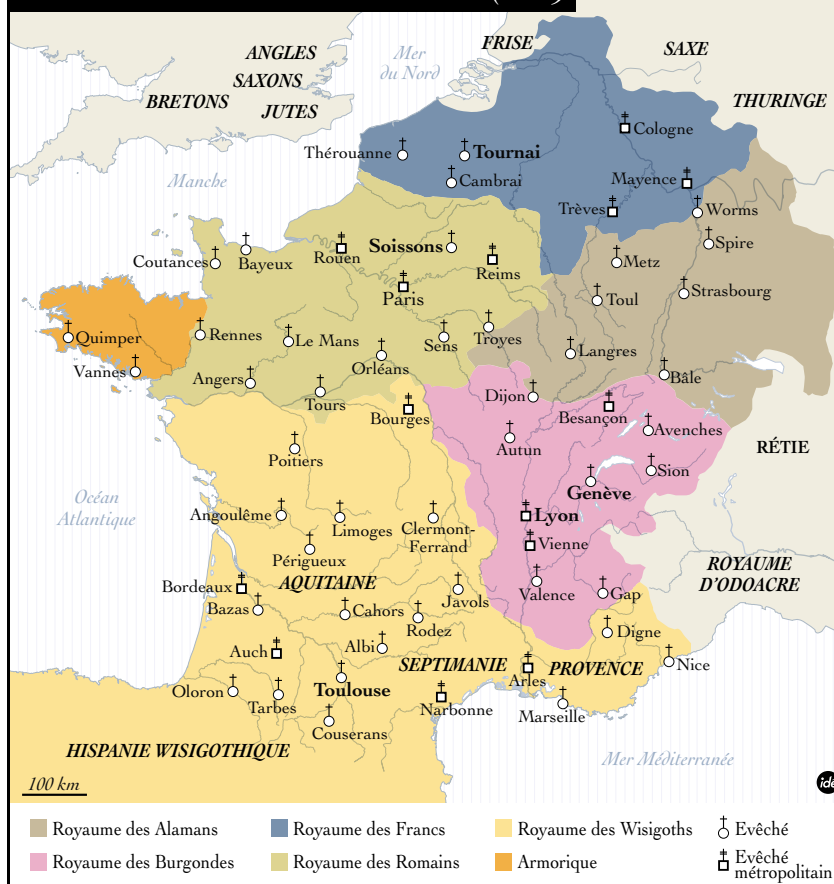 ANGLES
SAXONS
BRETONS
JUTES
Mer
du Nord
FRISE
SAXE
THURINGE
Manche
Thérouanne
Tournai
Cambrai
Cologne
Mayence
Trèves
Worms
Spire
Coutances
Bayeux
Rouen
Soissons
Reims
Metz
Paris
Toul
Strasbourg
Quimper
Rennes
Le Mans
Sens
Troyes
Langres
Vannes
Angers
Orléans
Bâle
Tours
Bourges
Dijon
Besançon
Autun
Avenches
RÉTIE
Poitiers
Sion
Genève
Océan
Atlantique
Angoulême
Limoges
Clermont-
Ferrand
Lyon
Vienne
Périgueux
ROYAUME
D'ODOACRE
Bordeaux
AQUITAINE
Javols
Valence
Gap
Bazas
Cahors
Rodez
Digne
Auch
Albi
SEPTIMANIE
PROVENCE
Nice
Oloron
Tarbes
Toulouse
Arles
Narbonne
Marseille
Couserans
HISPANIE WISIGOTHIQUE
Mer Méditerranée
100 km
idé
Royaume des Alamans
Royaume des Francs
Royaume des Wisigoths
Evêché
Royaume des Burgondes
Royaume des Romains
Armorique
Evêché
métropolitain